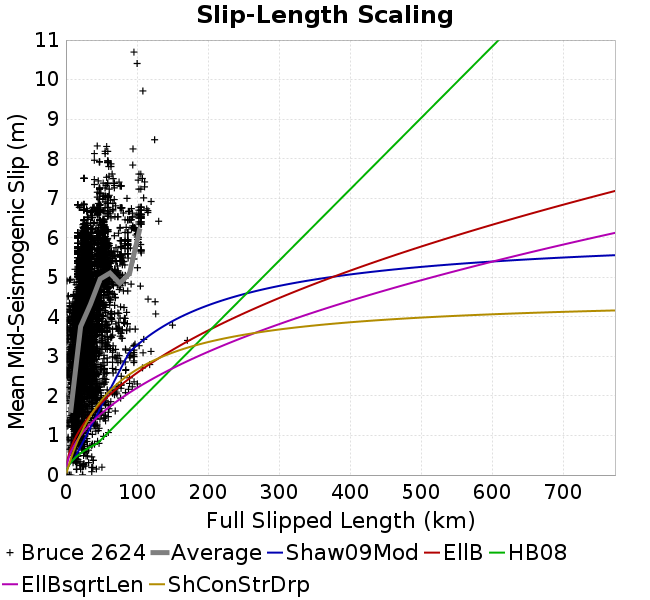 Slip-Length Scaling
Mean Mid-Seismogenic Slip (m)
11
10
9
8
7
6
5
4
3
2
1
0
0 100 200 300 400 500 600 700
Full Slipped Length (km)
Bruce 2624 Average Shaw09Mod EllB HB08
EllBsqrtLen ShConStrDrp